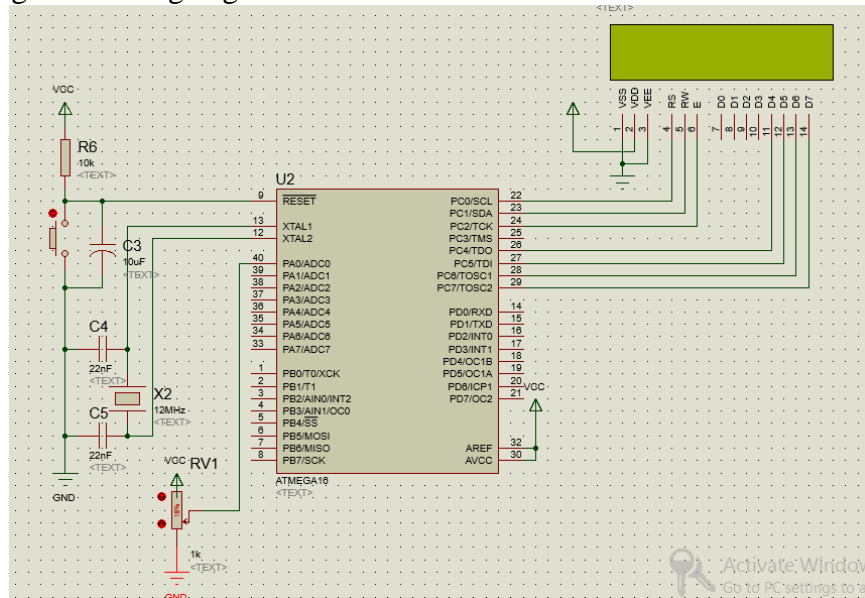 <TEXT>
VCC
R6
10k
<TEXT>
C3
10uF
<TEXT>
C4
22nF
<TEXT>
X2
12MHz
<TEXT>
C5
22nF
<TEXT>
GND
VCC
RV1
18%
1k
<TEXT>
GND
U2
9 RESET
13 XTAL1
12 XTAL2
40 PA0/ADC0
39 PA1/ADC1
38 PA2/ADC2
37 PA3/ADC3
36 PA4/ADC4
35 PA5/ADC5
34 PA6/ADC6
33 PA7/ADC7
1 PB0/T0/XCK
2 PB1/T1
3 PB2/AIN0/INT2
4 PB3/AIN1/OC0
5 PB4/SS
6 PB5/MOSI
7 PB6/MISO
8 PB7/SCK
PC0/SCL 22
PC1/SDA 23
PC2/TCK 24
PC3/TMS 25
PC4/TDO 26
PC5/TDI 27
PC6/TOSC1 28
PC7/TOSC2 29
PD0/RXD 14
PD1/TXD 15
PD2/INT0 16
PD3/INT1 17
PD4/OC1B 18
PD5/OC1A 19
PD6/ICP1 20
PD7/OC2 21
VCC
AREF 32
AVCC 30
ATMEGA16
<TEXT>
VSS VDD VEE RS RW E D0 D1 D2 D3 D4 D5 D6 D7
1 2 3 4 5 6 7 8 9 10 11 12 13 14
Activate Window
Go to PC settings to a